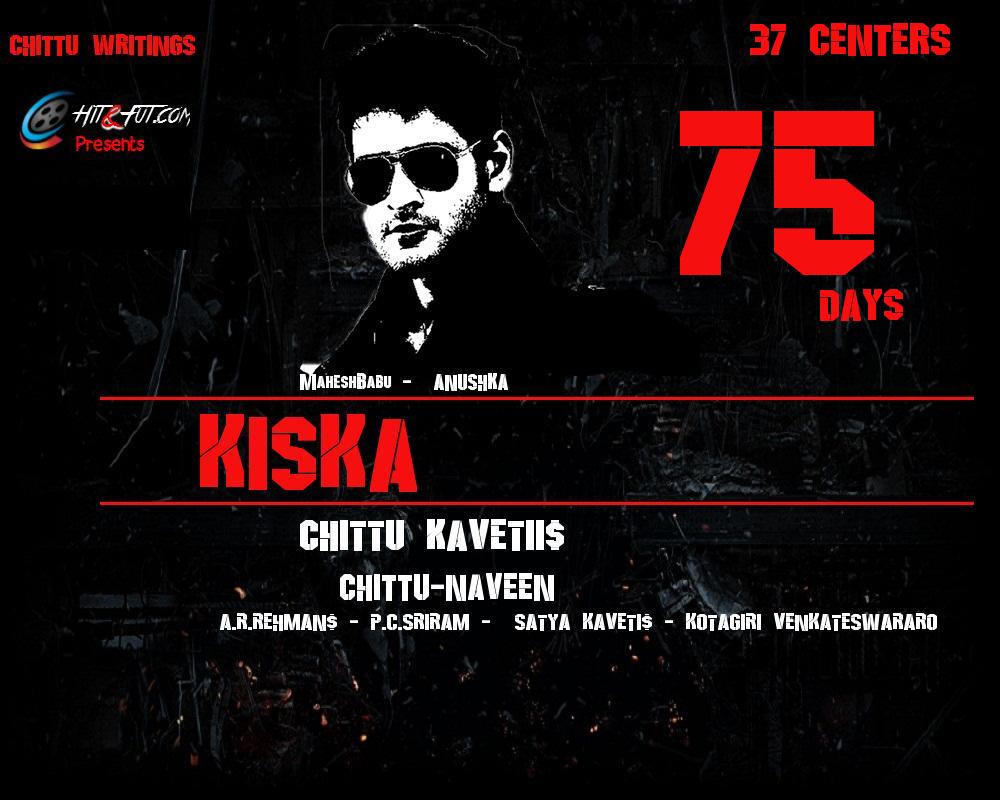 CHITTU WRITINGS
HIT&FUT.COM
Presents
37 CENTERS
75
DAYS
MAHESHBABU - ANUSHKA
KISKA
CHITTU KAVETII$
CHITTU-NAVEEN
A.R.REHMAN$ - P.C.SRIRAM - SATYA KAVETI$ - KOTAGIRI VENKATESWARARO